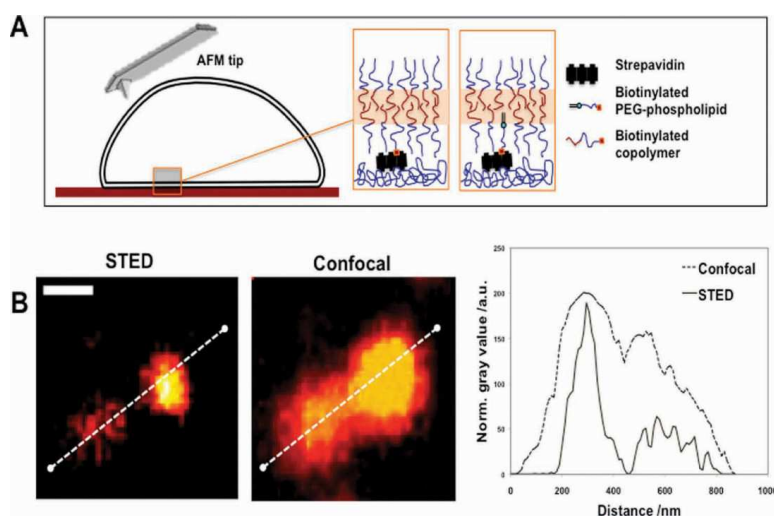 A
AFM tip
Strepavidin
Biotinylated
PEG-phospholipid
Biotinylated
copolymer
B
STED
Confocal
Norm. gray value /a.u.
250
200
150
100
50
0
Confocal
STED
0
200
400
600
800
1000
Distance /nm